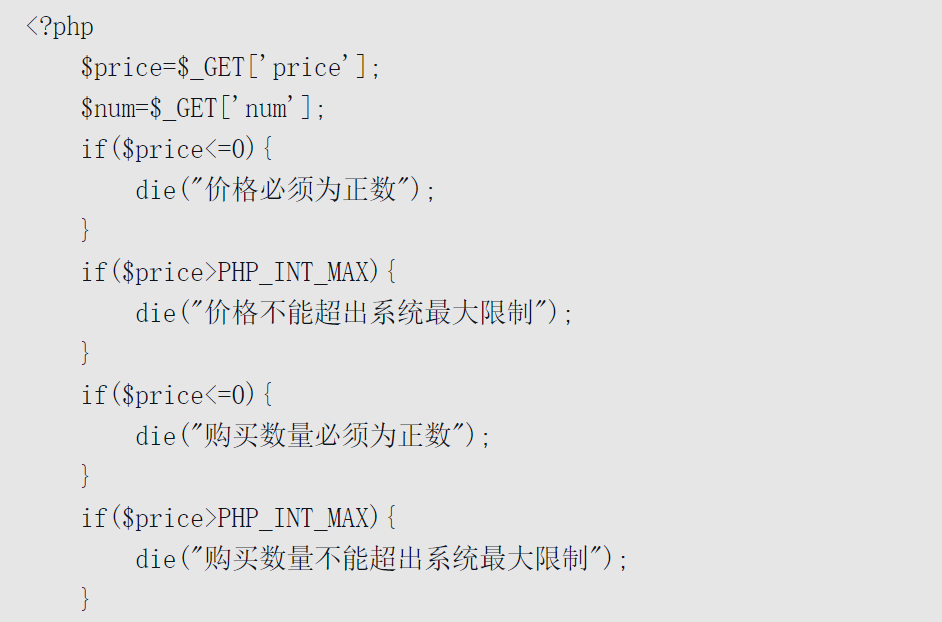 <?php
$price=$_GET['price'];
$num=$_GET['num'];
if($price<=0){
die("价格必须为正数");
}
if($price>PHP_INT_MAX){
die("价格不能超出系统最大限制");
}
if($price<=0){
die("购买数量必须为正数");
}
if($price>PHP_INT_MAX){
die("购买数量不能超出系统最大限制");
}